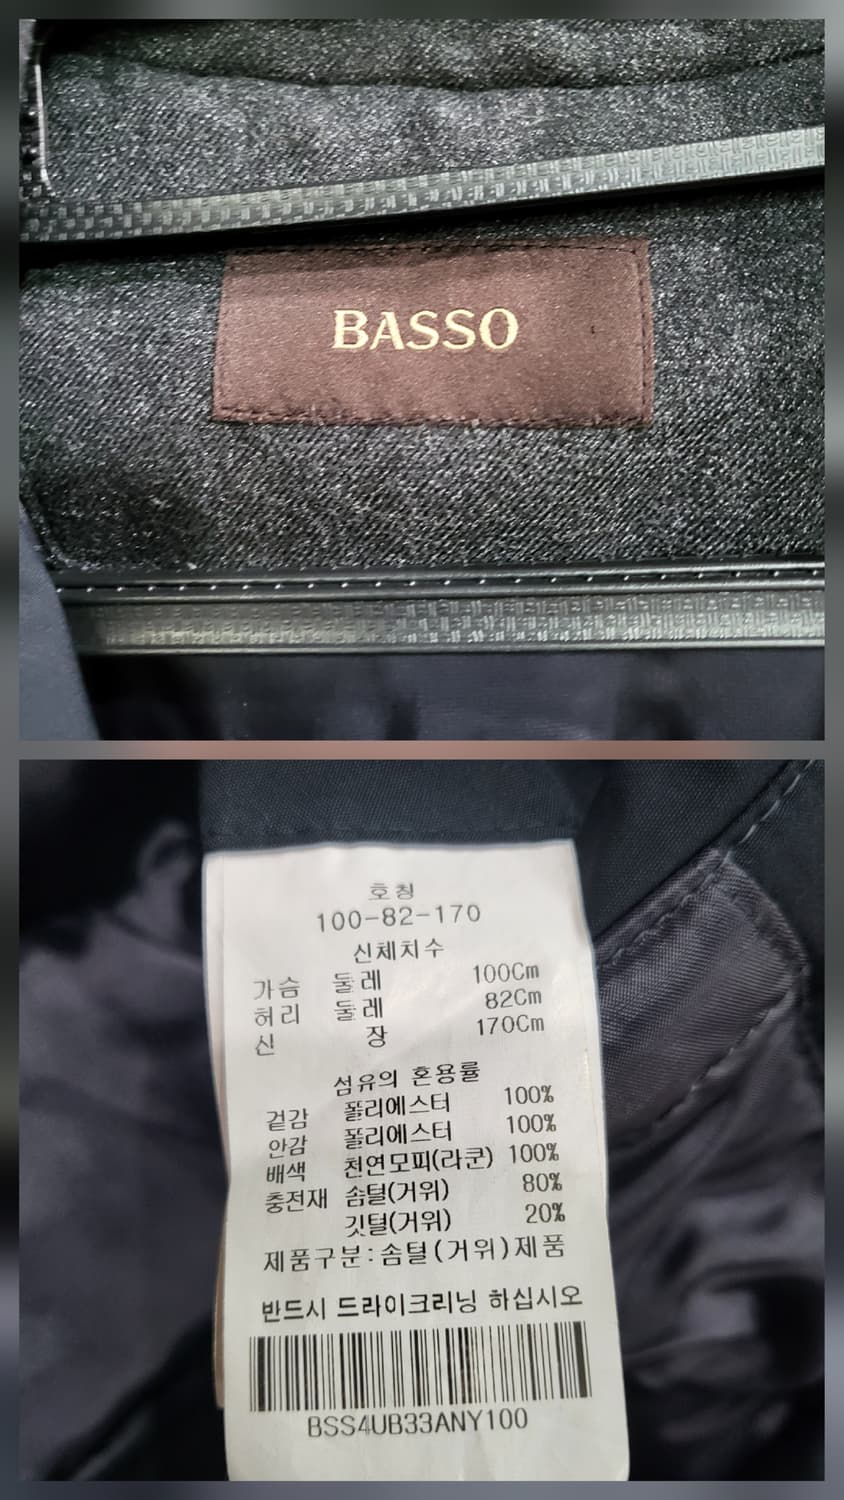 BASSO
호칭
100-82-170
신체치수
가슴 둘레 100Cm
허리 둘레 82Cm
신 장 170Cm
섬유의 혼용률
겉감 폴리에스터 100%
안감 폴리에스터 100%
배색 천연모피(라쿤) 100%
충전재 솜털(거위) 80%
깃털(거위) 20%
제품구분:솜털(거위)제품
반드시 드라이크리닝 하십시오
BSS4UB33ANY100